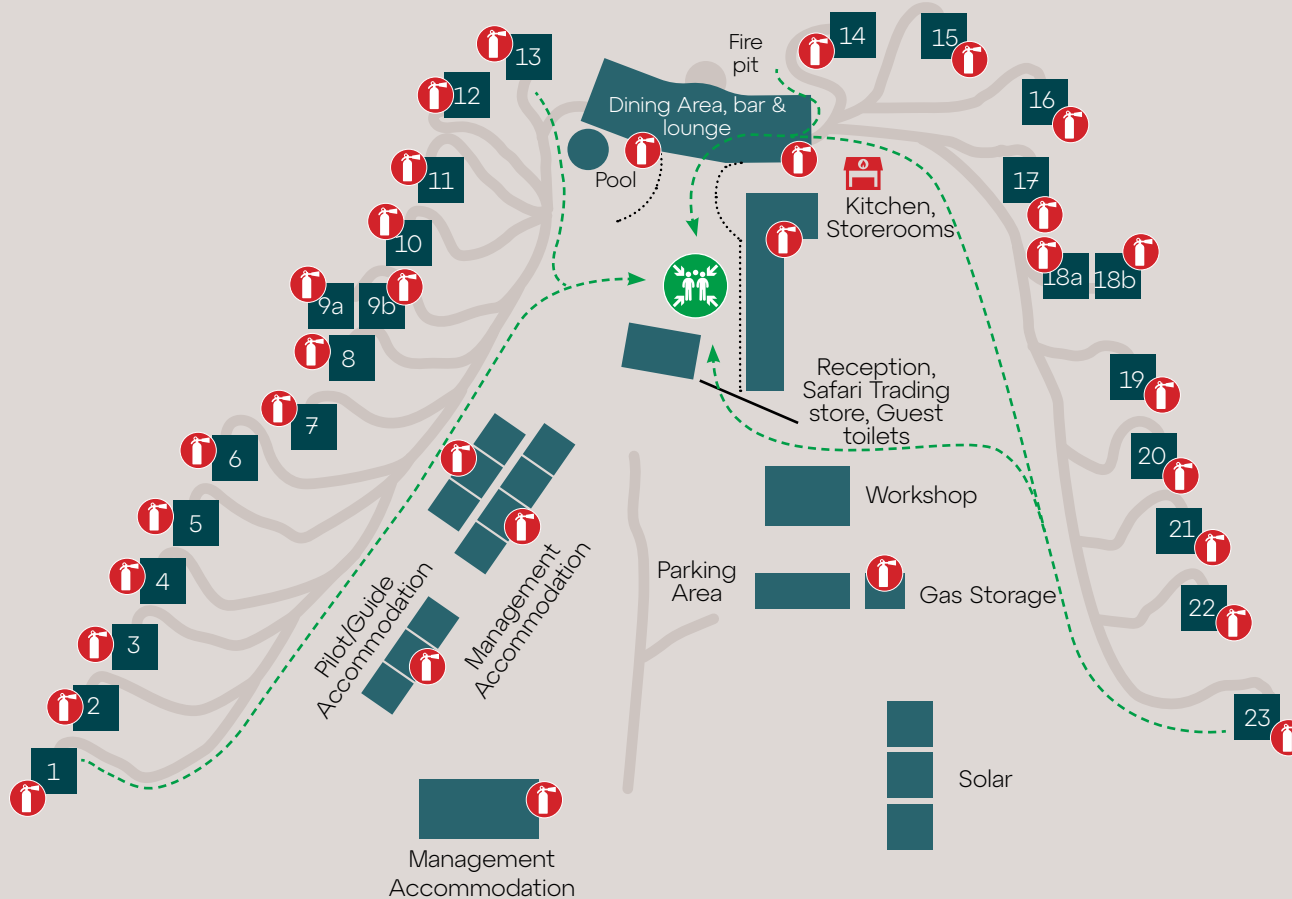 13
12
11
10
9a
9b
8
7
6
5
4
3
2
1
Fire
pit
Dining Area, bar &
lounge
Pool
14
15
16
17
18a
18b
19
20
21
22
23
Kitchen,
Storerooms
Reception,
Safari Trading
store, Guest
toilets
Workshop
Parking
Area
Gas Storage
Pilot/Guide
Accommodation
Management
Accommodation
Solar
Management
Accommodation